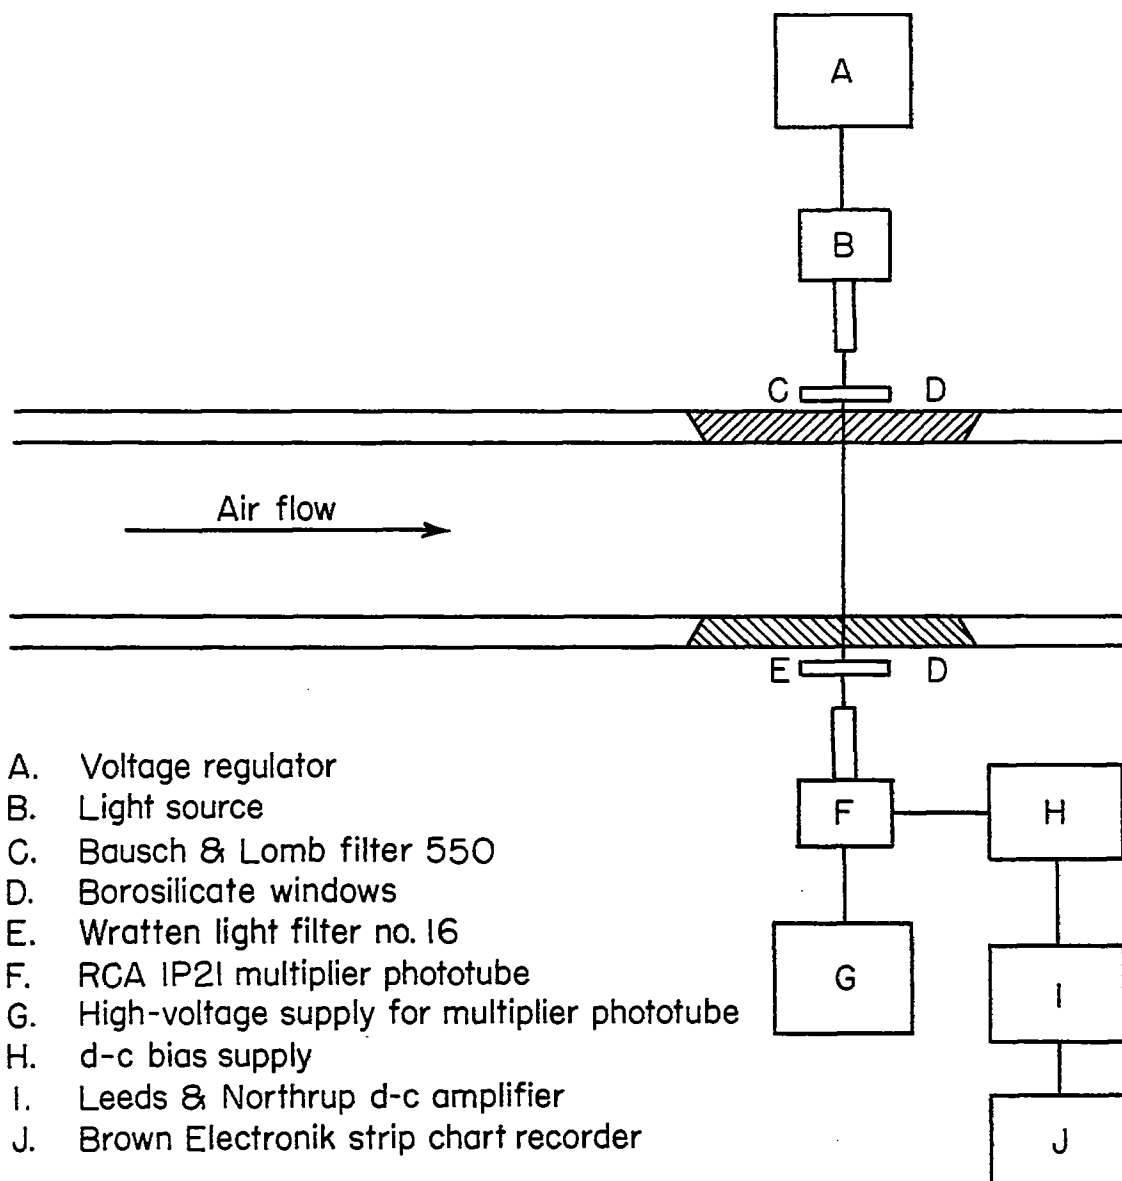 A
B
C D
Air flow
E D
F H
G I
J
A. Voltage regulator
B. Light source
C. Bausch & Lomb filter 550
D. Borosilicate windows
E. Wratten light filter no. 16
F. RCA 1P21 multiplier phototube
G. High-voltage supply for multiplier phototube
H. d-c bias supply
I. Leeds & Northrup d-c amplifier
J. Brown Electronik strip chart recorder